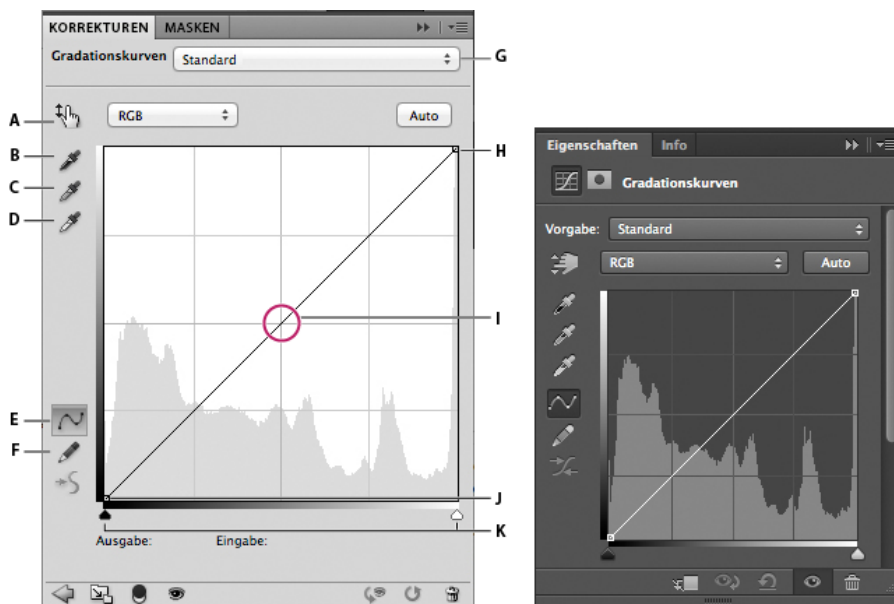 KORREKTUREN MASKEN
Gradationskurven Standard
G
A
RGB Auto
B
C
D
H
I
E
F
J
K
Ausgabe: Eingabe:
Eigenschaften Info
Gradationskurven
Vorgabe: Standard
RGB Auto